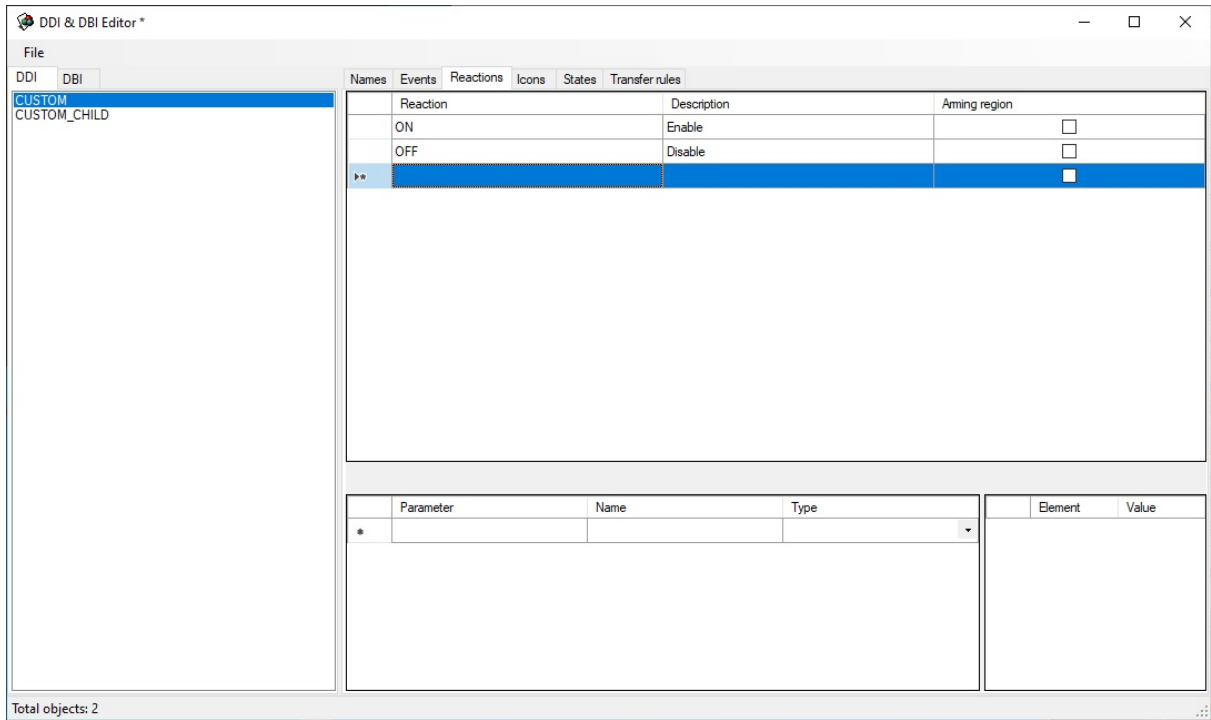 DDI & DBI Editor *
File
DDI DBI
Names Events Reactions Icons States Transfer rules
CUSTOM
CUSTOM_CHILD
Reaction Description Arming region
ON Enable
OFF Disable
Parameter Name Type
Element Value
Total objects: 2